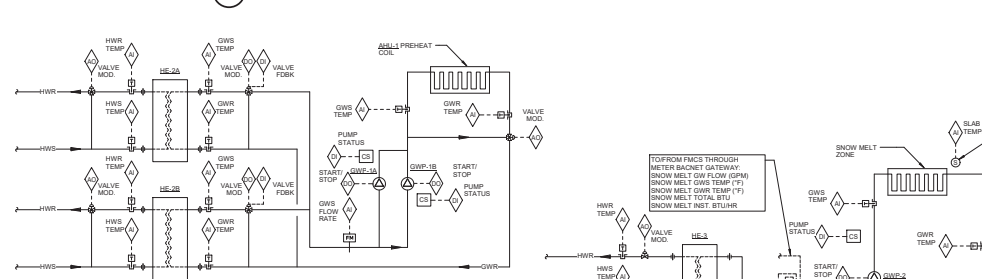 HWR
TEMP
AI
GWS
TEMP
AI
AO
VALVE
MOD.
HE-2A
DO
DI
VALVE
FDBK
T
T
HWR
HWS
TEMP
AI
GWR
TEMP
AI
T
T
HWS
HWR
TEMP
AI
GWS
TEMP
AI
AO
VALVE
MOD.
HE-2B
DO
DI
VALVE
FDBK
T
T
HWR
HWS
TEMP
AI
GWR
TEMP
AI
T
T
HWS
AHU-1 PREHEAT
COIL
GWS
TEMP
AI
GWR
TEMP
AI
VALVE
MOD.
AO
PUMP
STATUS
DI
CS
GWP-1A
GWP-1B
START/
STOP
DO
START/
STOP
DO
PUMP
STATUS
CS
DI
GWS
FLOW
RATE
AI
FM
GWR
TO/FROM FMCS THROUGH
METER BACNET GATEWAY:
SNOW MELT GW FLOW (GPM)
SNOW MELT GWS TEMP (°F)
SNOW MELT GWR TEMP (°F)
SNOW MELT TOTAL BTU
SNOW MELT INST. BTU/HR
HWR
TEMP
AI
AO
VALVE
MOD.
HE-3
T
HWR
HWS
TEMP
AI
SNOW MELT
ZONE
AI
SLAB
TEMP
S
GWS
TEMP
AI
PUMP
STATUS
DI
CS
GWR
TEMP
AI
START/
STOP
DO
GWP-2